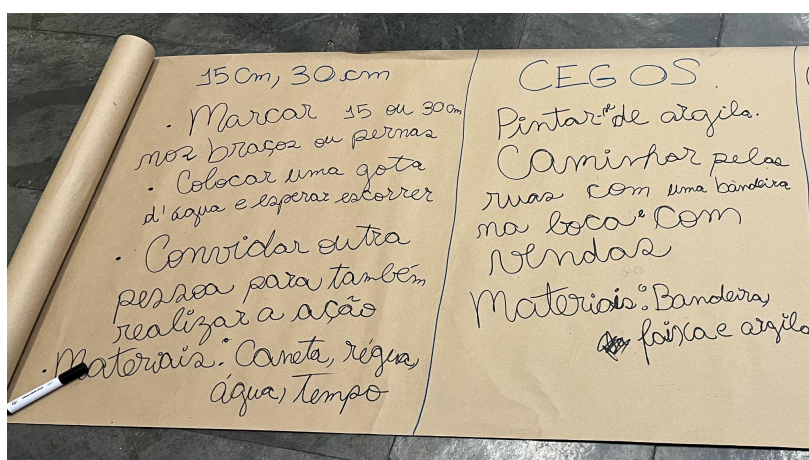 15 cm, 30 cm
• Marcar 15 ou 30 cm
nos braços ou pernas
• Colocar uma gota
d'água e esperar escorrer
• Convidar outra
pessoa para também
realizar a ação
• Materiais: Caneta, régua,
água, Tempo
CEGOS
Pintar-se de argila.
Caminhar pelas
ruas com uma bandeira
na boca e com
vendas
Materiais: Bandeira,
faixa e argila